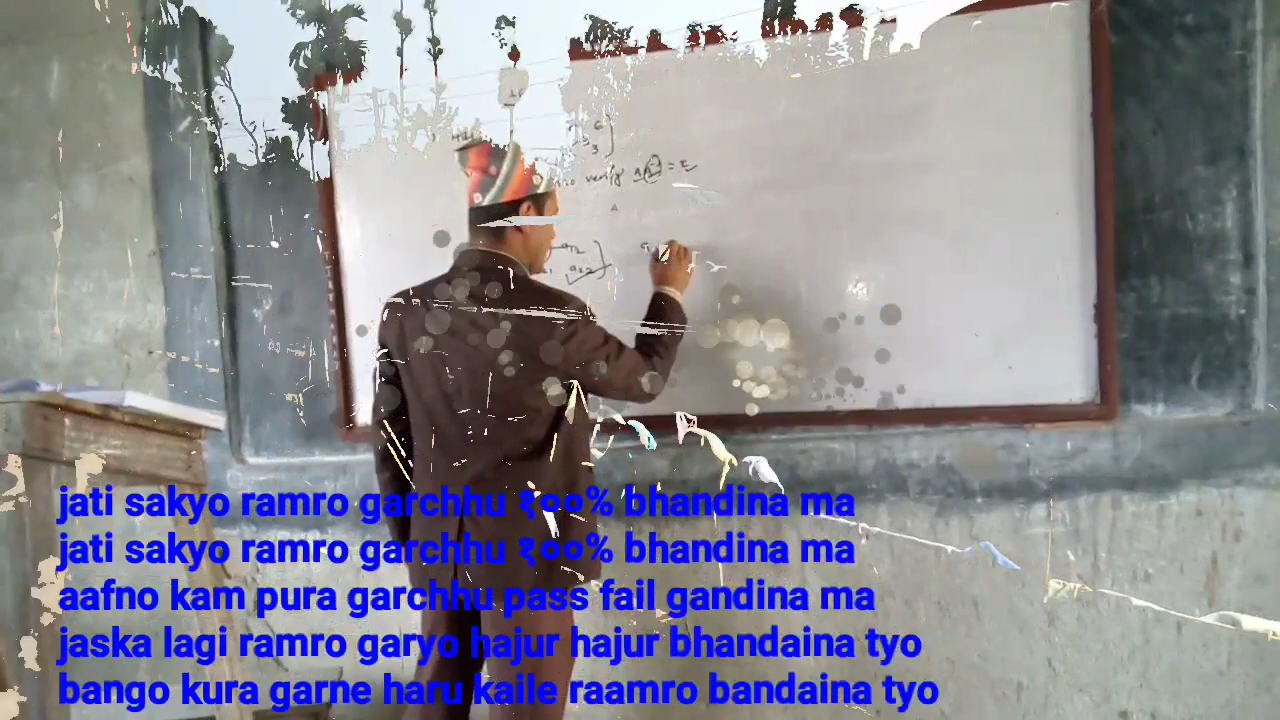 verify
jati sakyo ramro garchhu १००% bhandina ma
jati sakyo ramro garchhu १००% bhandina ma
aafno kam pura garchhu pass fail gandina ma
jaska lagi ramro garyo hajur hajur bhandaina tyo
bango kura garne haru kaile raamro bandaina tyo